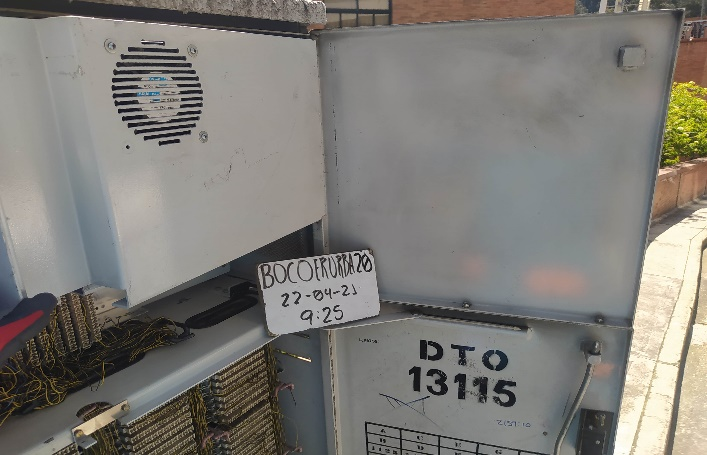 BOCOERURBA20
22-04-21
9:25
DTO
13115
A C E G